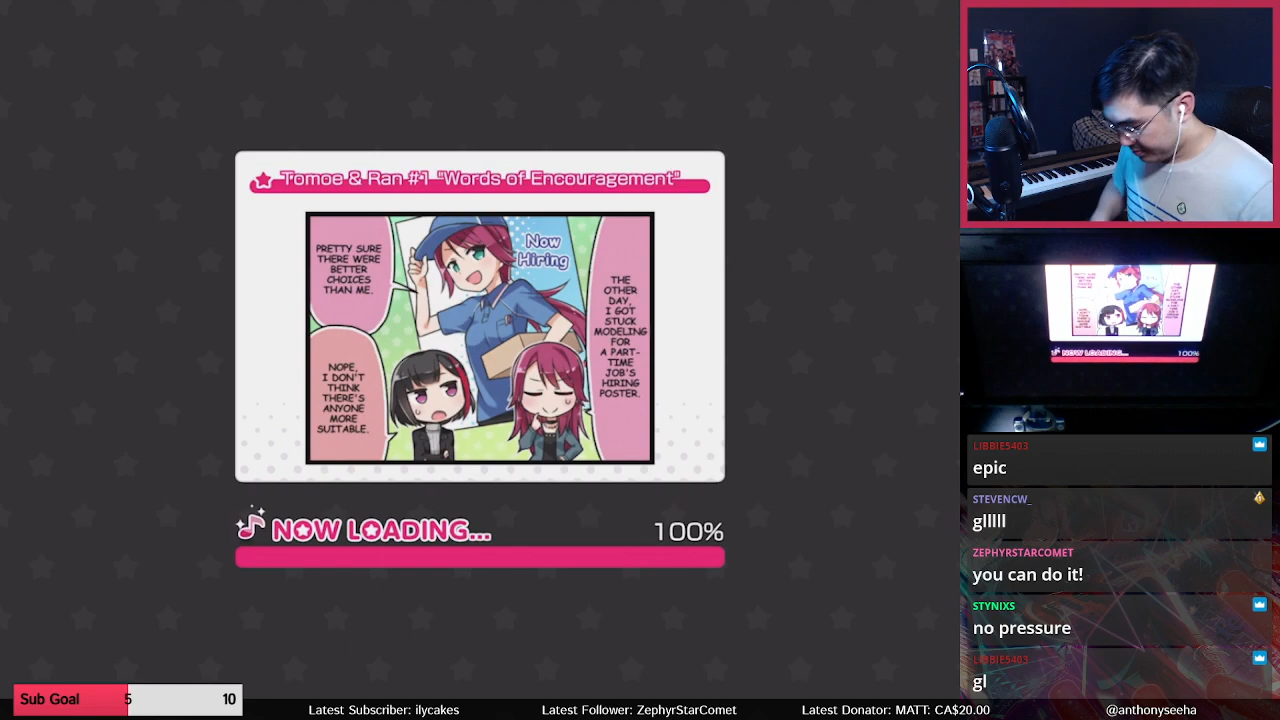 Tomoe & Ran #1 "Words of Encouragement"
PRETTY SURE
THERE WERE
BETTER
CHOICES
THAN ME.
Now
Hiring
THE
OTHER
DAY,
I GOT
STUCK
MODELING
FOR
A PART-
TIME
JOB'S
HIRING
POSTER.
NOPE,
I DON'T
THINK
THERE'S
ANYONE
MORE
SUITABLE.
NOW LOADING...
100%
NOW LOADING...
100%
LIBBIE5403
epic
STEVENCW_
glllll
ZEPHYRSTARCOMET
you can do it!
STYNIXS
no pressure
LIBBIE5403
gl
Sub Goal
5
10
Latest Subscriber: ilycakes
Latest Follower: ZephyrStarComet
Latest Donator: MATT: CA$20.00
@anthonyseeha